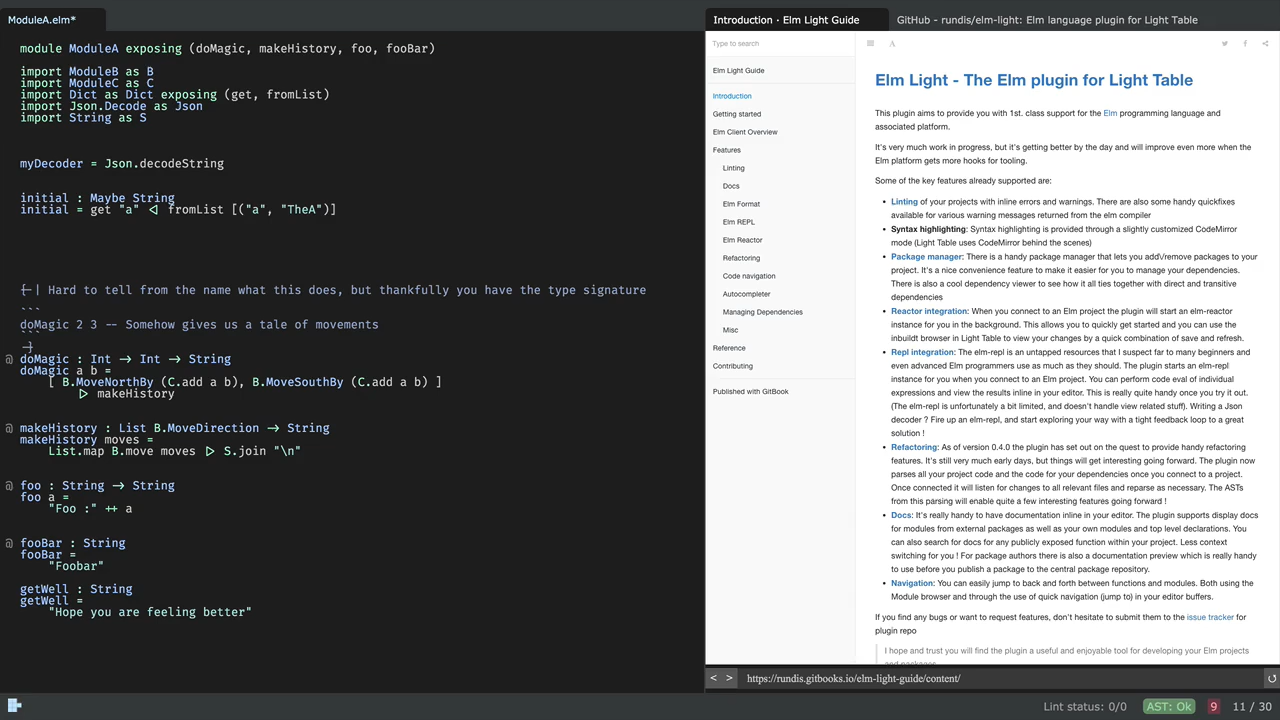 ModuleA.elm*
module ModuleA exposing (doMagic, makeHistory, foo, fooBar)
import ModuleB as B
import ModuleC as C
import Dict as Dict exposing (get, fromList)
import Json.Decode as Json
import String as S
myDecoder = Json.decodeString
initial : Maybe String
initial = get "a" <| fromList [("a", "TheA")]
{-| Hard to tell from the name what this does, but thankfully you have the type signature
```
doMagic 1 2 -- Somehow gives you a tale of movements
@ doMagic : Int -> Int -> String
doMagic a b =
[ B.MoveNorthBy (C.add a b), B.MoveSouthBy (C.add a b) ]
|> makeHistory
@ makeHistory : List B.Movement -> String
makeHistory moves =
List.map B.move moves |> S.join "\n"
@ foo : String -> String
foo a =
"Foo :" ++ a
@ fooBar : String
fooBar =
"Foobar"
getWell : String
getWell =
"Hope you are feeling better"
Introduction · Elm Light Guide
GitHub - rundis/elm-light: Elm language plugin for Light Table
Type to search
A
Elm Light Guide
Introduction
Getting started
Elm Client Overview
Features
Linting
Docs
Elm Format
Elm REPL
Elm Reactor
Refactoring
Code navigation
Autocompleter
Managing Dependencies
Misc
Reference
Contributing
Published with GitBook
Elm Light - The Elm plugin for Light Table
This plugin aims to provide you with 1st. class support for the Elm programming language and
associated platform.
It's very much work in progress, but it's getting better by the day and will improve even more when the
Elm platform gets more hooks for tooling.
Some of the key features already supported are:
• Linting of your projects with inline errors and warnings. There are also some handy quickfixes
available for various warning messages returned from the elm compiler
• Syntax highlighting: Syntax highlighting is provided through a slightly customized CodeMirror
mode (Light Table uses CodeMirror behind the scenes)
• Package manager: There is a handy package manager that lets you add\/remove packages to your
project. It's a nice convenience feature to make it easier for you to manage your dependencies.
There is also a cool dependency viewer to see how it all ties together with direct and transitive
dependencies
• Reactor integration: When you connect to an Elm project the plugin will start an elm-reactor
instance for you in the background. This allows you to quickly get started and you can use the
inbuildt browser in Light Table to view your changes by a quick combination of save and refresh.
• Repl integration: The elm-repl is an untapped resources that I suspect far to many beginners and
even advanced Elm programmers use as much as they should. The plugin starts an elm-repl
instance for you when you connect to an Elm project. You can perform code eval of individual
expressions and view the results inline in your editor. This is really quite handy once you try it out.
(The elm-repl is unfortunately a bit limited, and doesn't handle view related stuff). Writing a Json
decoder ? Fire up an elm-repl, and start exploring your way with a tight feedback loop to a great
solution !
• Refactoring: As of version 0.4.0 the plugin has set out on the quest to provide handy refactoring
features. It's still very much early days, but things will get interesting going forward. The plugin now
parses all your project code and the code for your dependencies once you connect to a project.
Once connected it will listen for changes to all relevant files and reparse as necessary. The ASTs
from this parsing will enable quite a few interesting features going forward !
• Docs: It's really handy to have documentation inline in your editor. The plugin supports display docs
for modules from external packages as well as your own modules and top level declarations. You
can also search for docs for any publicly exposed function within your project. Less context
switching for you ! For package authors there is also a documentation preview which is really handy
to use before you publish a package to the central package repository.
• Navigation: You can easily jump to back and forth between functions and modules. Both using the
Module browser and through the use of quick navigation (jump to) in your editor buffers.
If you find any bugs or want to request features, don't hesitate to submit them to the issue tracker for
plugin repo
I hope and trust you will find the plugin a useful and enjoyable tool for developing your Elm projects
and packages
< > https://rundis.gitbooks.io/elm-light-guide/content/
Lint status: 0/0 AST: Ok 9 11 / 30